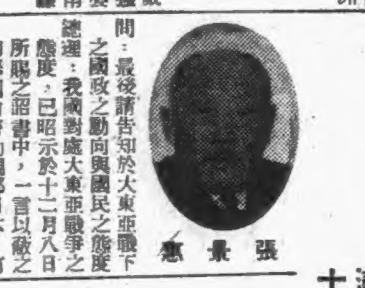 張景惠
問：最後請告知於大東亞戰下
之國政之動向與國民之態度
總理：我國對處大東亞戰爭之
態度，已昭示於十二月八日
所賜之詔書中，一言以蔽之